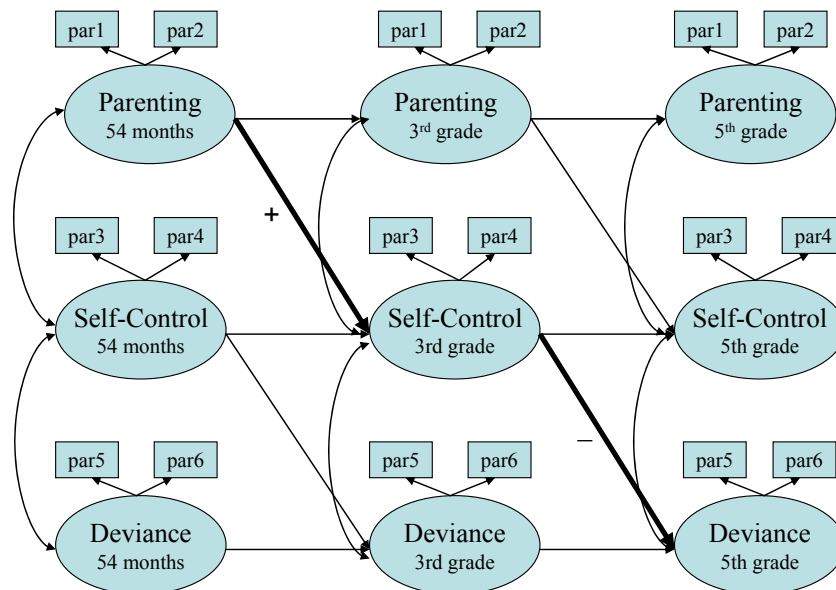 par1 par2 par1 par2 par1 par2
Parenting Parenting Parenting
54 months 3rd grade 5th grade
+
par3 par4 par3 par4 par3 par4
Self-Control Self-Control Self-Control
54 months 3rd grade 5th grade
–
par5 par6 par5 par6 par5 par6
Deviance Deviance Deviance
54 months 3rd grade 5th grade